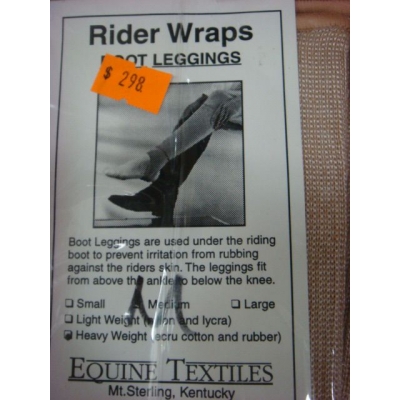 Rider Wraps
BOOT LEGGINGS
$ 298.
Boot Leggings are used under the riding
boot to prevent irritation from rubbing
against the riders skin. The leggings fit
from above the ankle to below the knee.
☐ Small ☐ Medium ☐ Large
☐ Light Weight (nylon and lycra)
☐ Heavy Weight (ecru cotton and rubber)
EQUINE TEXTILES
Mt.Sterling, Kentucky